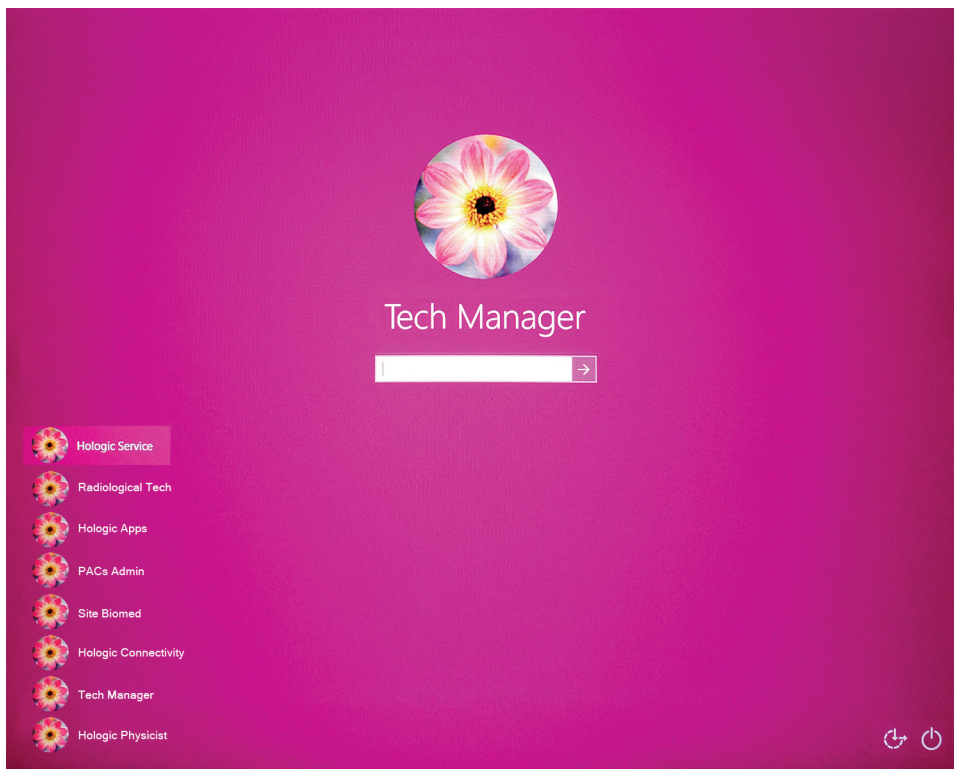 Tech Manager
Hologic Service
Radiological Tech
Hologic Apps
PACs Admin
Site Biomed
Hologic Connectivity
Tech Manager
Hologic Physicist